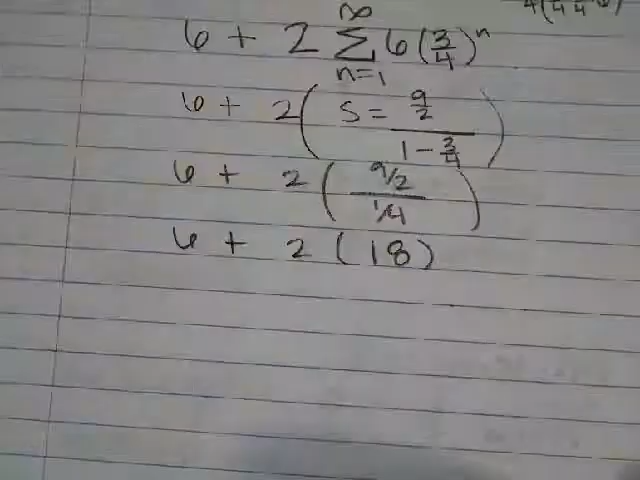 6 + 2 ∑_{n=1}^{∞} 6(3/4)^n
6 + 2( S = (9/2)/(1 - 3/4) )
6 + 2( (9/2)/(1/4) )
6 + 2(18)